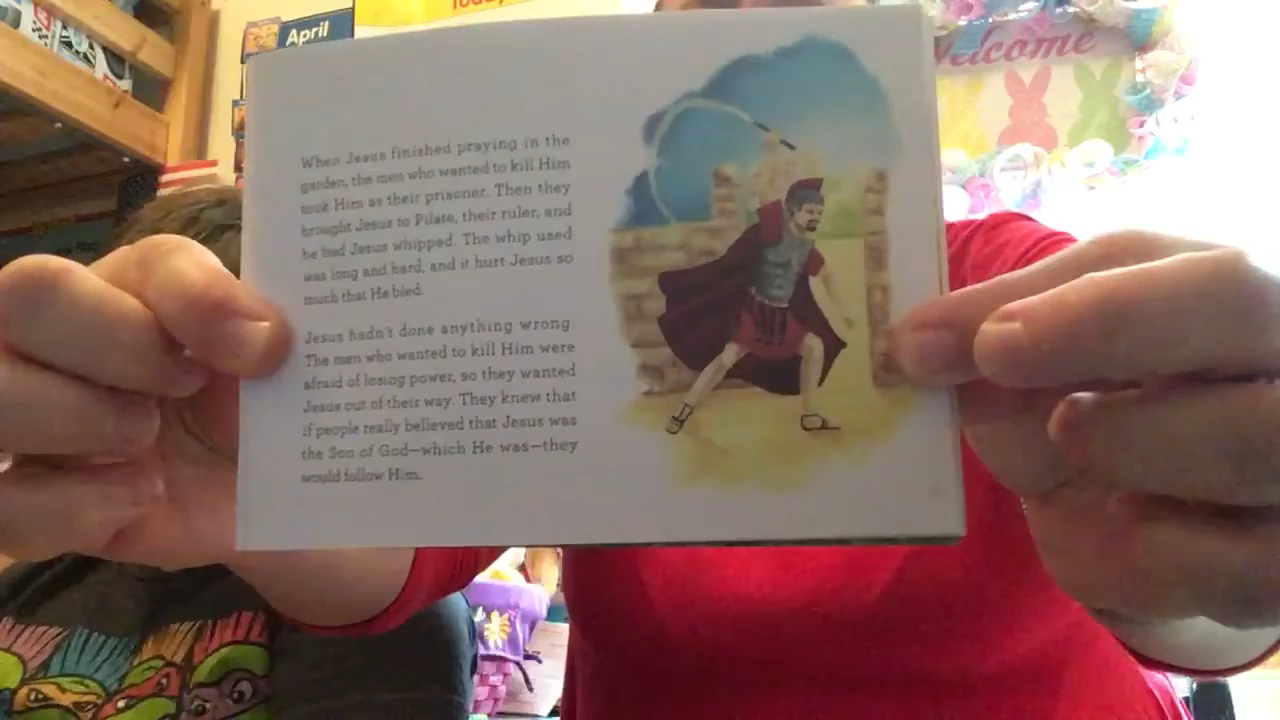 April
Today
Welcome
When Jesus finished praying in the
garden, the men who wanted to kill Him
took Him as their prisoner. Then they
brought Jesus to Pilate, their ruler, and
he had Jesus whipped. The whip used
was long and hard, and it hurt Jesus so
much that He bled.
Jesus hadn't done anything wrong
The men who wanted to kill Him were
afraid of losing power, so they wanted
Jesus out of their way. They knew that
if people really believed that Jesus was
the Son of God—which He was—they
would follow Him.